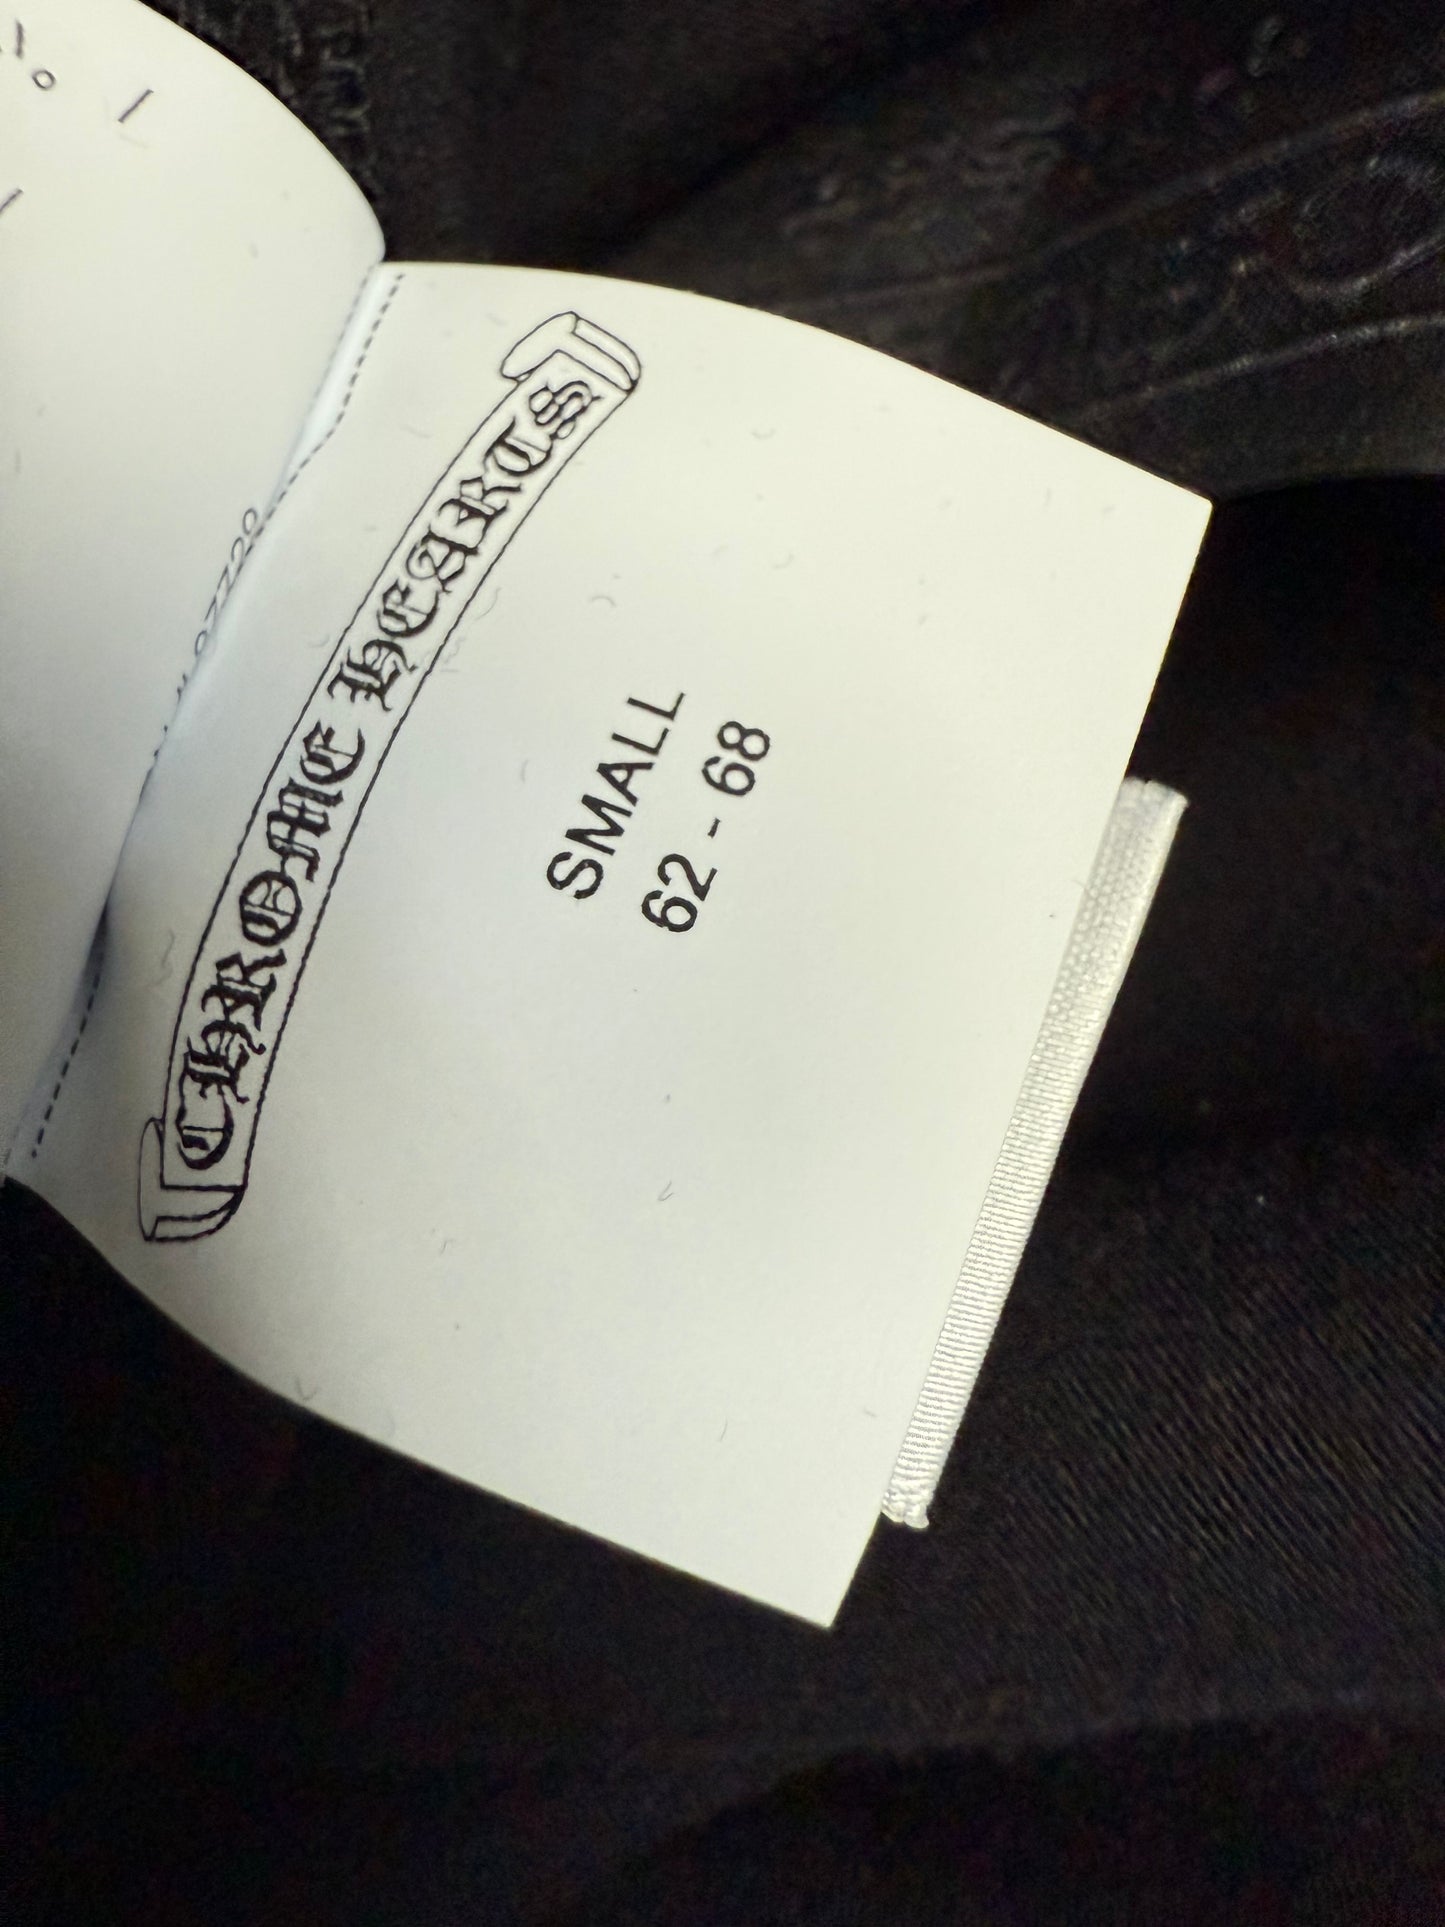 CHROME HEARTS
SMALL
62 - 68